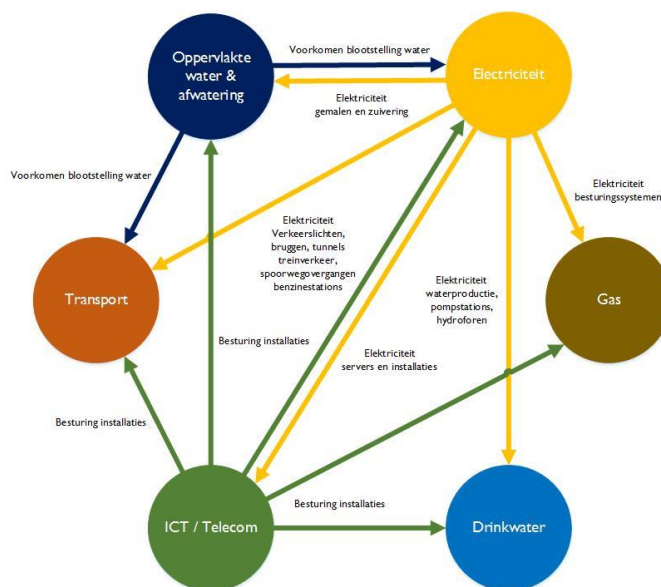 Oppervlakte
water &
afwatering
Voorkomen blootstelling water
Electriciteit
Elektriciteit
gemalen en zuivering
Voorkomen blootstelling water
Elektriciteit
besturingssystemen
Elektriciteit
Verkeerslichten,
bruggen, tunnels
treinverkeer,
spoorwegovergangen
benzinestations
Transport
Elektriciteit
waterproductie,
pompstations,
hydroforen
Gas
Besturing installaties
Elektriciteit
servers en installaties
Besturing installaties
ICT / Telecom
Besturing installaties
Drinkwater